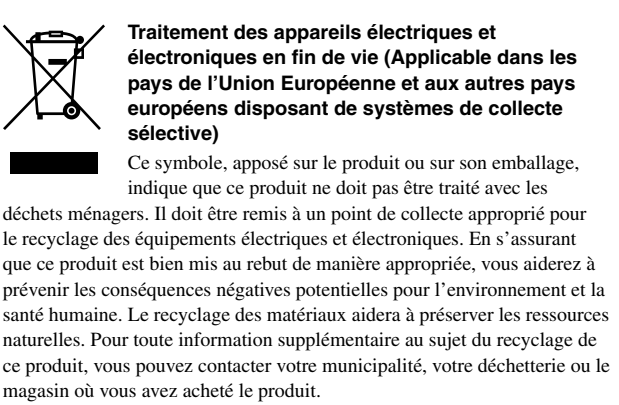 Traitement des appareils électriques et
électroniques en fin de vie (Applicable dans les
pays de l’Union Européenne et aux autres pays
européens disposant de systèmes de collecte
sélective)
Ce symbole, apposé sur le produit ou sur son emballage,
indique que ce produit ne doit pas être traité avec les
déchets ménagers. Il doit être remis à un point de collecte approprié pour
le recyclage des équipements électriques et électroniques. En s’assurant
que ce produit est bien mis au rebut de manière appropriée, vous aiderez à
prévenir les conséquences négatives potentielles pour l’environnement et la
santé humaine. Le recyclage des matériaux aidera à préserver les ressources
naturelles. Pour toute information supplémentaire au sujet du recyclage de
ce produit, vous pouvez contacter votre municipalité, votre déchetterie ou le
magasin où vous avez acheté le produit.